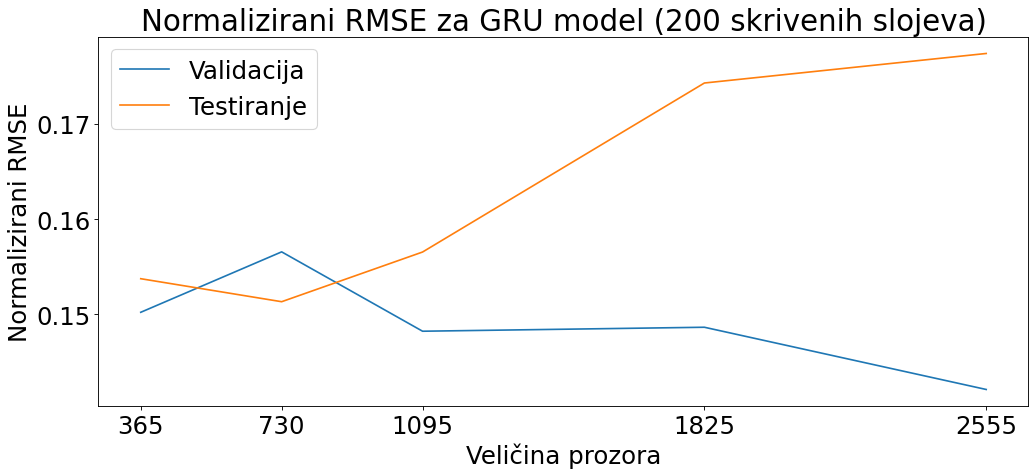 Normalizirani RMSE za GRU model (200 skrivenih slojeva)
Validacija
Testiranje
Normalizirani RMSE
0.17
0.16
0.15
365 730 1095 1825 2555
Veličina prozora